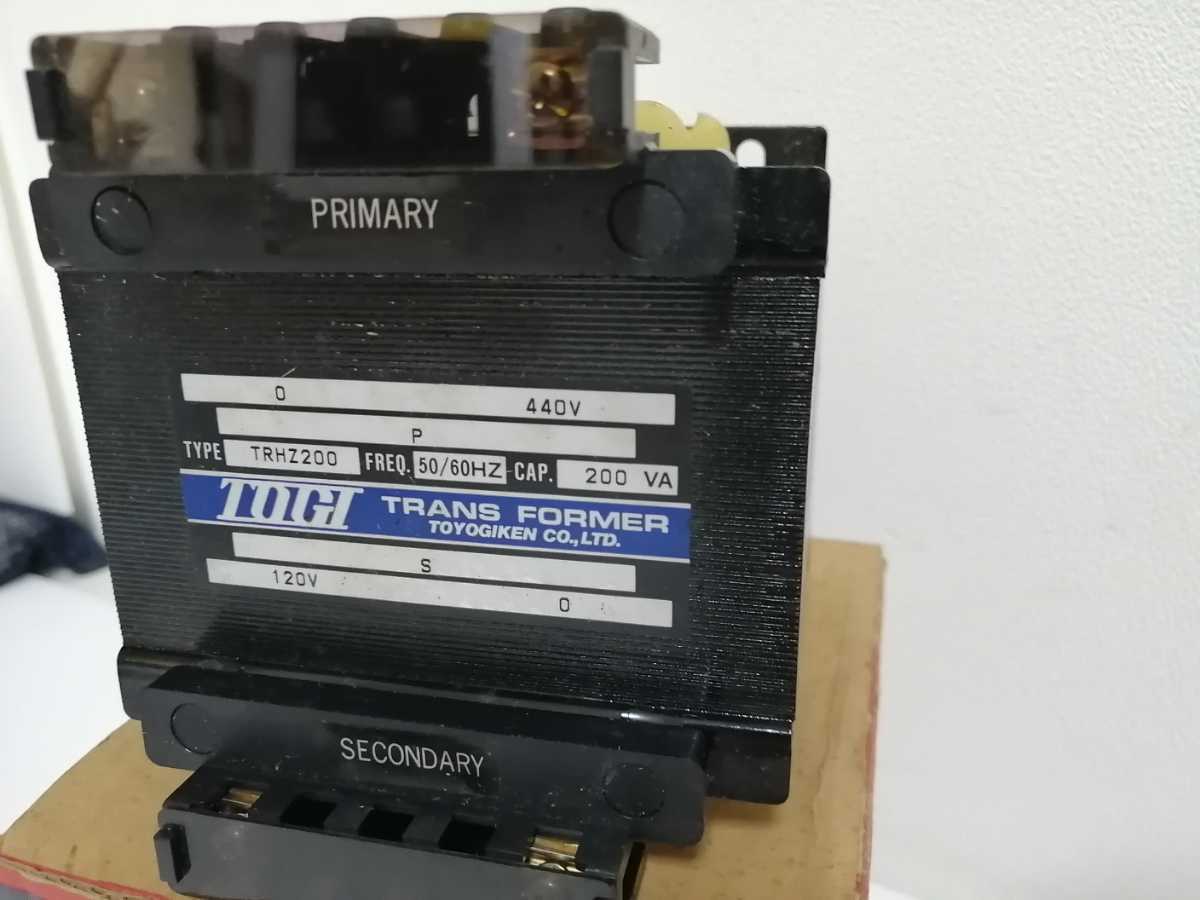 PRIMARY
0 440V
P
TYPE TRHZ200 FREQ. 50/60HZ CAP. 200 VA
TOGI TRANS FORMER
TOYOGIKEN CO.,LTD.
S
120V 0
SECONDARY